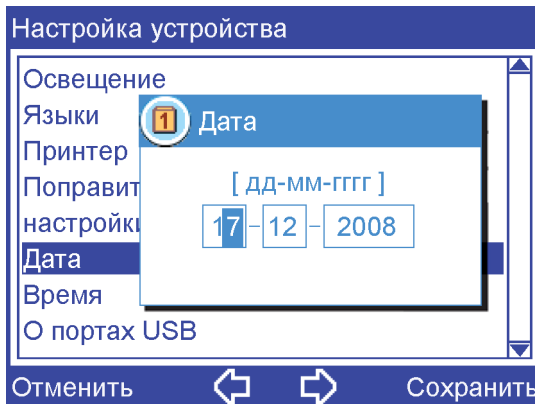 Настройка устройства
Освещение
Языки
Принтер
Поправит
настройки
Дата
Время
О портах USB
1
Дата
[ дд-мм-гггг ]
17-12-2008
Отменить
Сохранить